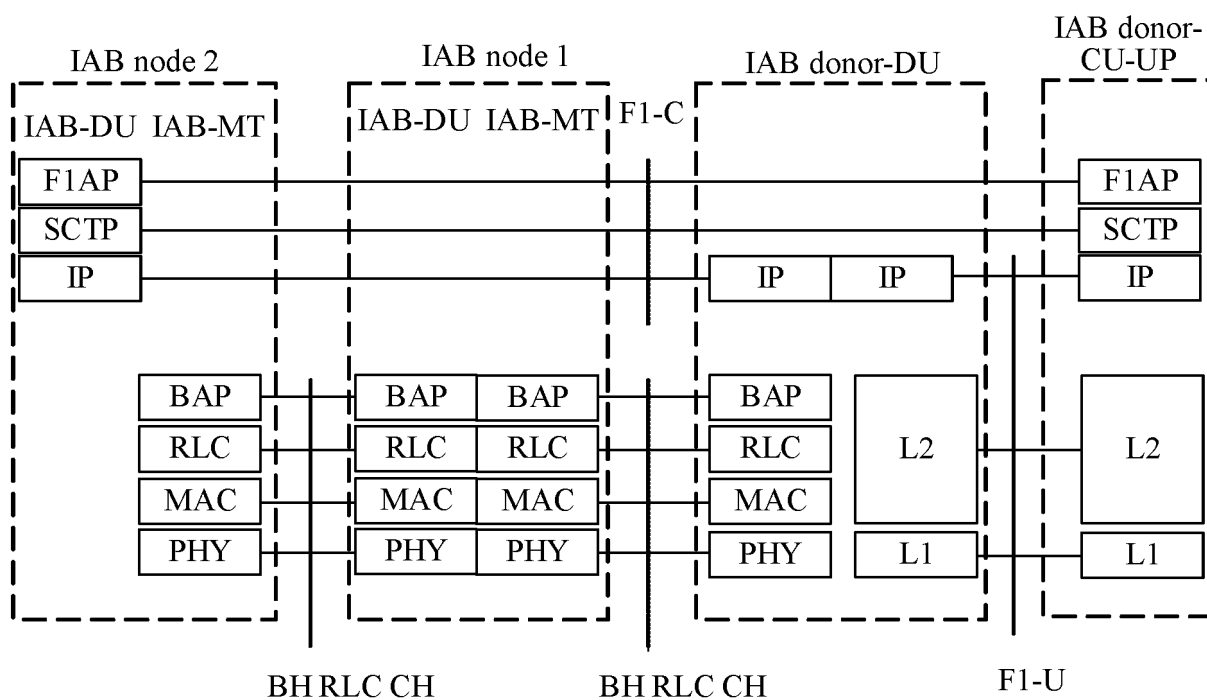 IAB node 2
IAB node 1
IAB donor-DU
IAB donor-
CU-UP
IAB-DU IAB-MT
IAB-DU IAB-MT
F1-C
F1AP
F1AP
SCTP
SCTP
IP
IP
IP
IP
BAP
BAP
BAP
BAP
RLC
RLC
RLC
RLC
L2
L2
MAC
MAC
MAC
MAC
PHY
PHY
PHY
PHY
L1
L1
BH RLC CH
BH RLC CH
F1-U